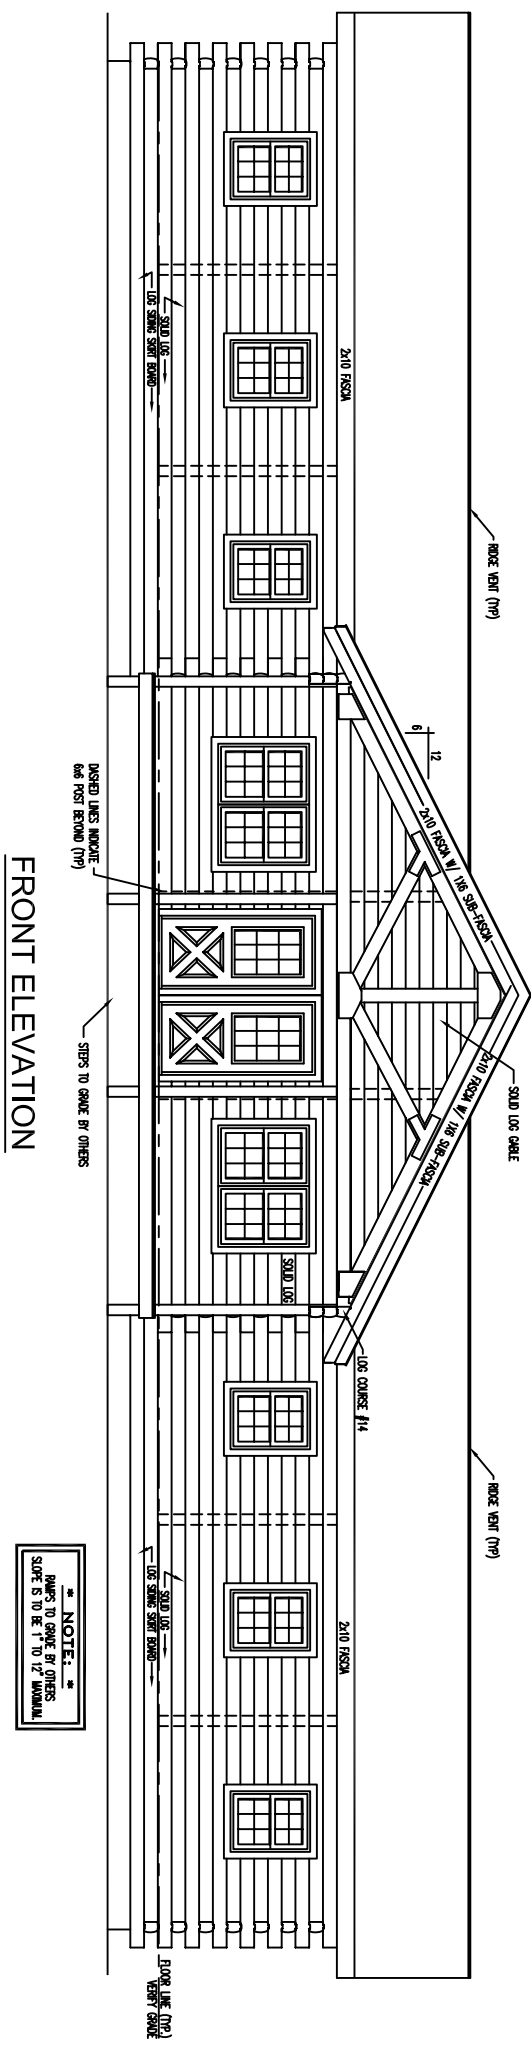 RIDGE VENT (TYP)
RIDGE VENT (TYP)
12
6
2x10 FASCIA W/ 1X6 SUB-FASCIA
2x10 FASCIA W/ 1X6 SUB-FASCIA
SOLID LOG GABLE
2x10 FASCIA
LOG COURSE #14
2x10 FASCIA
SOLID LOG
SOLID LOG
LOG SIDING SKIRT BOARD
SOLID LOG
LOG SIDING SKIRT BOARD
FLOOR LINE (TYP.)
VERIFY GRADE
DASHED LINES INDICATE
6x6 POST BEYOND (TYP)
STEPS TO GRADE BY OTHERS
FRONT ELEVATION
* NOTE: *
RAMPS TO GRADE BY OTHERS
SLOPE IS TO BE 1" TO 12" MAXIMUM.